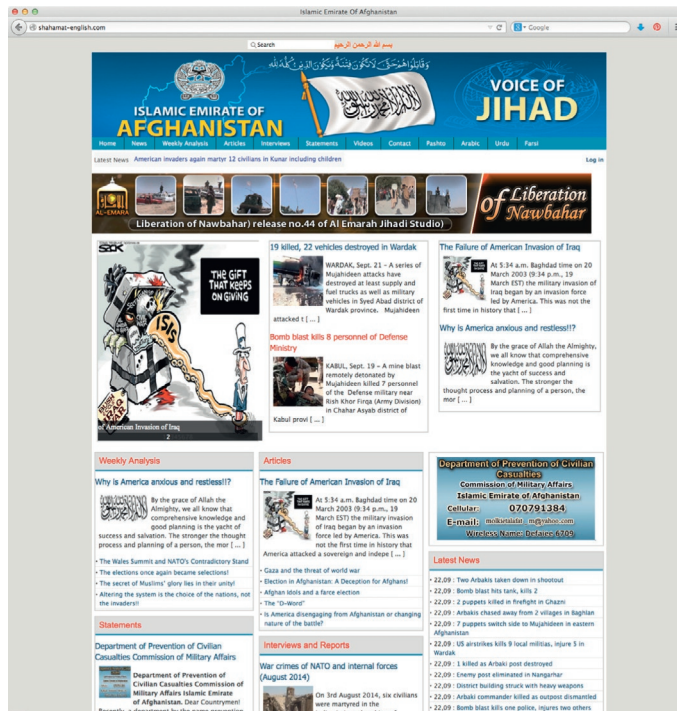 Islamic Emirate Of Afghanistan
shahamat-english.com
Google
Search
بسم الله الرحمن الرحيم
وَقَاتِلُوهُمْ حَتَّىٰ لَا تَكُونَ فِتْنَةٌ وَيَكُونَ الدِّينُ كُلُّهُ لِلَّهِ
ISLAMIC EMIRATE OF
AFGHANISTAN
لا إله إلا الله محمد رسول الله
VOICE OF
JIHAD
Home News Weekly Analysis Articles Interviews Statements Videos Contact Pashto Arabic Urdu Farsi
Latest News American invaders again martyr 12 civilians in Kunar including children
Log in
AL-EMARA
Liberation of Nawbahar) release no.44 of Al Emarah Jihadi Studio)
of Liberation
Nawbahar
THE GIFT
THAT KEEPS
ON GIVING
ISIS
IRAQ
WAR
of American Invasion of Iraq
2
19 killed, 22 vehicles destroyed in Wardak
WARDAK, Sept. 21 – A series of
Mujahideen attacks have
destroyed at least supply and
fuel trucks as well as military
vehicles in Syed Abad district of
Wardak province. Mujahideen
attacked t [ ... ]
Bomb blast kills 8 personnel of Defense
Ministry
KABUL, Sept. 19 – A mine blast
remotely detonated by
Mujahideen killed 7 personnel
of the Defense military near
Rish Khor Firqa (Army Division)
in Chahar Asyab district of
Kabul provi [ ... ]
The Failure of American Invasion of Iraq
At 5:34 a.m. Baghdad time on 20
March 2003 (9:34 p.m., 19
March EST) the military invasion of
Iraq began by an invasion force
led by America. This was not the
first time in history that [ ... ]
Why is America anxious and restless!!?
By the grace of Allah the Almighty,
we all know that comprehensive
knowledge and good planning is
the yacht of success and
salvation. The stronger the
thought process and planning of a person, the
mor [ ... ]
Weekly Analysis
Why is America anxious and restless!!?
By the grace of Allah the
Almighty, we all know that
comprehensive knowledge and
good planning is the yacht of
success and salvation. The stronger the thought
process and planning of a person, the mor [ ... ]
The Wales Summit and NATO's Contradictory Stand
The elections once again became selections!
The secret of Muslims' glory lies in their unity!
Altering the system is the choice of the nations, not
the invaders!!
Statements
Department of Prevention of Civilian
Casualties Commission of Military Affairs
Department of Prevention of
Civilian Casualties Commission of
Military Affairs Islamic Emirate
of Afghanistan. Dear Countrymen!
Articles
The Failure of American Invasion of Iraq
At 5:34 a.m. Baghdad time on 20
March 2003 (9:34 p.m., 19
March EST) the military invasion
of Iraq began by an invasion
force led by America. This was
not the first time in history that
America attacked a sovereign and indepe [ ... ]
Gaza and the threat of world war
Election in Afghanistan: A Deception for Afghans!
Afghan Idols and a farce election
The "D-Word"
Is America disengaging from Afghanistan or changing
nature of the battle?
Interviews and Reports
War crimes of NATO and internal forces
(August 2014)
On 3rd August 2014, six civilians
were martyred in the
Department of Prevention of Civilian
Casualties
Commission of Military Affairs
Islamic Emirate of Afghanistan
Cellular: 070791384
E-mail:
Wireless Name: Defaiee 6709
Latest News
22,09 : Two Arbakis taken down in shootout
22,09 : Bomb blast hits tank, kills 2
22,09 : 2 puppets killed in firefight in Ghazni
22,09 : Arbakis chased away from 2 villages in Baghlan
22,09 : 7 puppets switch side to Mujahideen in eastern
Afghanistan
22,09 : US airstrikes kills 9 local militias, injure 5 in
Wardak
22,09 : 1 killed as Arbaki post destroyed
22,09 : Enemy post eliminated in Nangarhar
22,09 : District building struck with heavy weapons
22,09 : Arbaki commander killed as outpost dismantled
22,09 : Bomb blast kills one police, injures two others